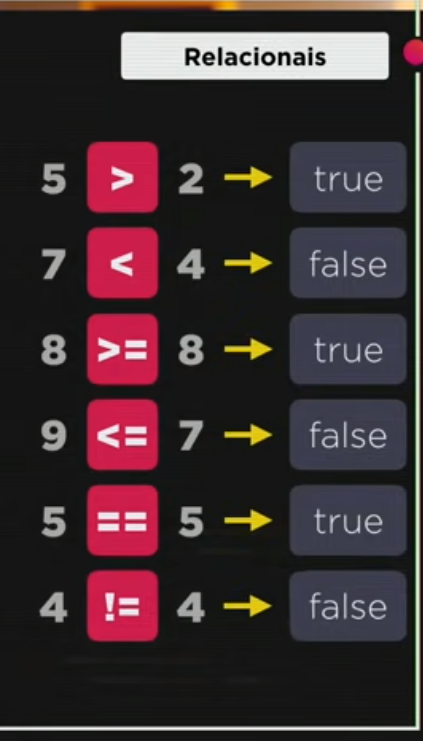 Relacionais
5 > 2 → true
7 < 4 → false
8 >= 8 → true
9 <= 7 → false
5 == 5 → true
4 != 4 → false